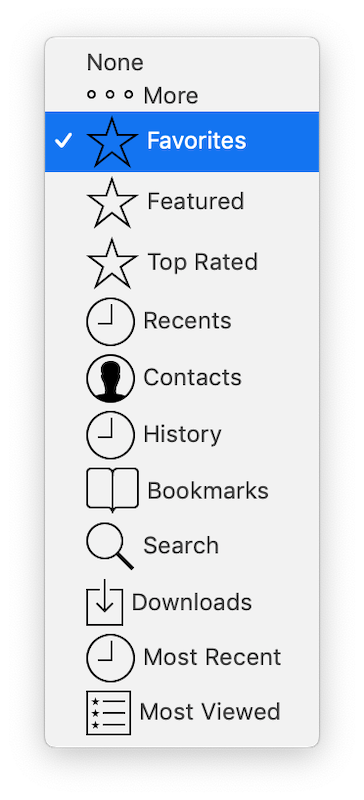 None
More
Favorites
Featured
Top Rated
Recents
Contacts
History
Bookmarks
Search
Downloads
Most Recent
Most Viewed